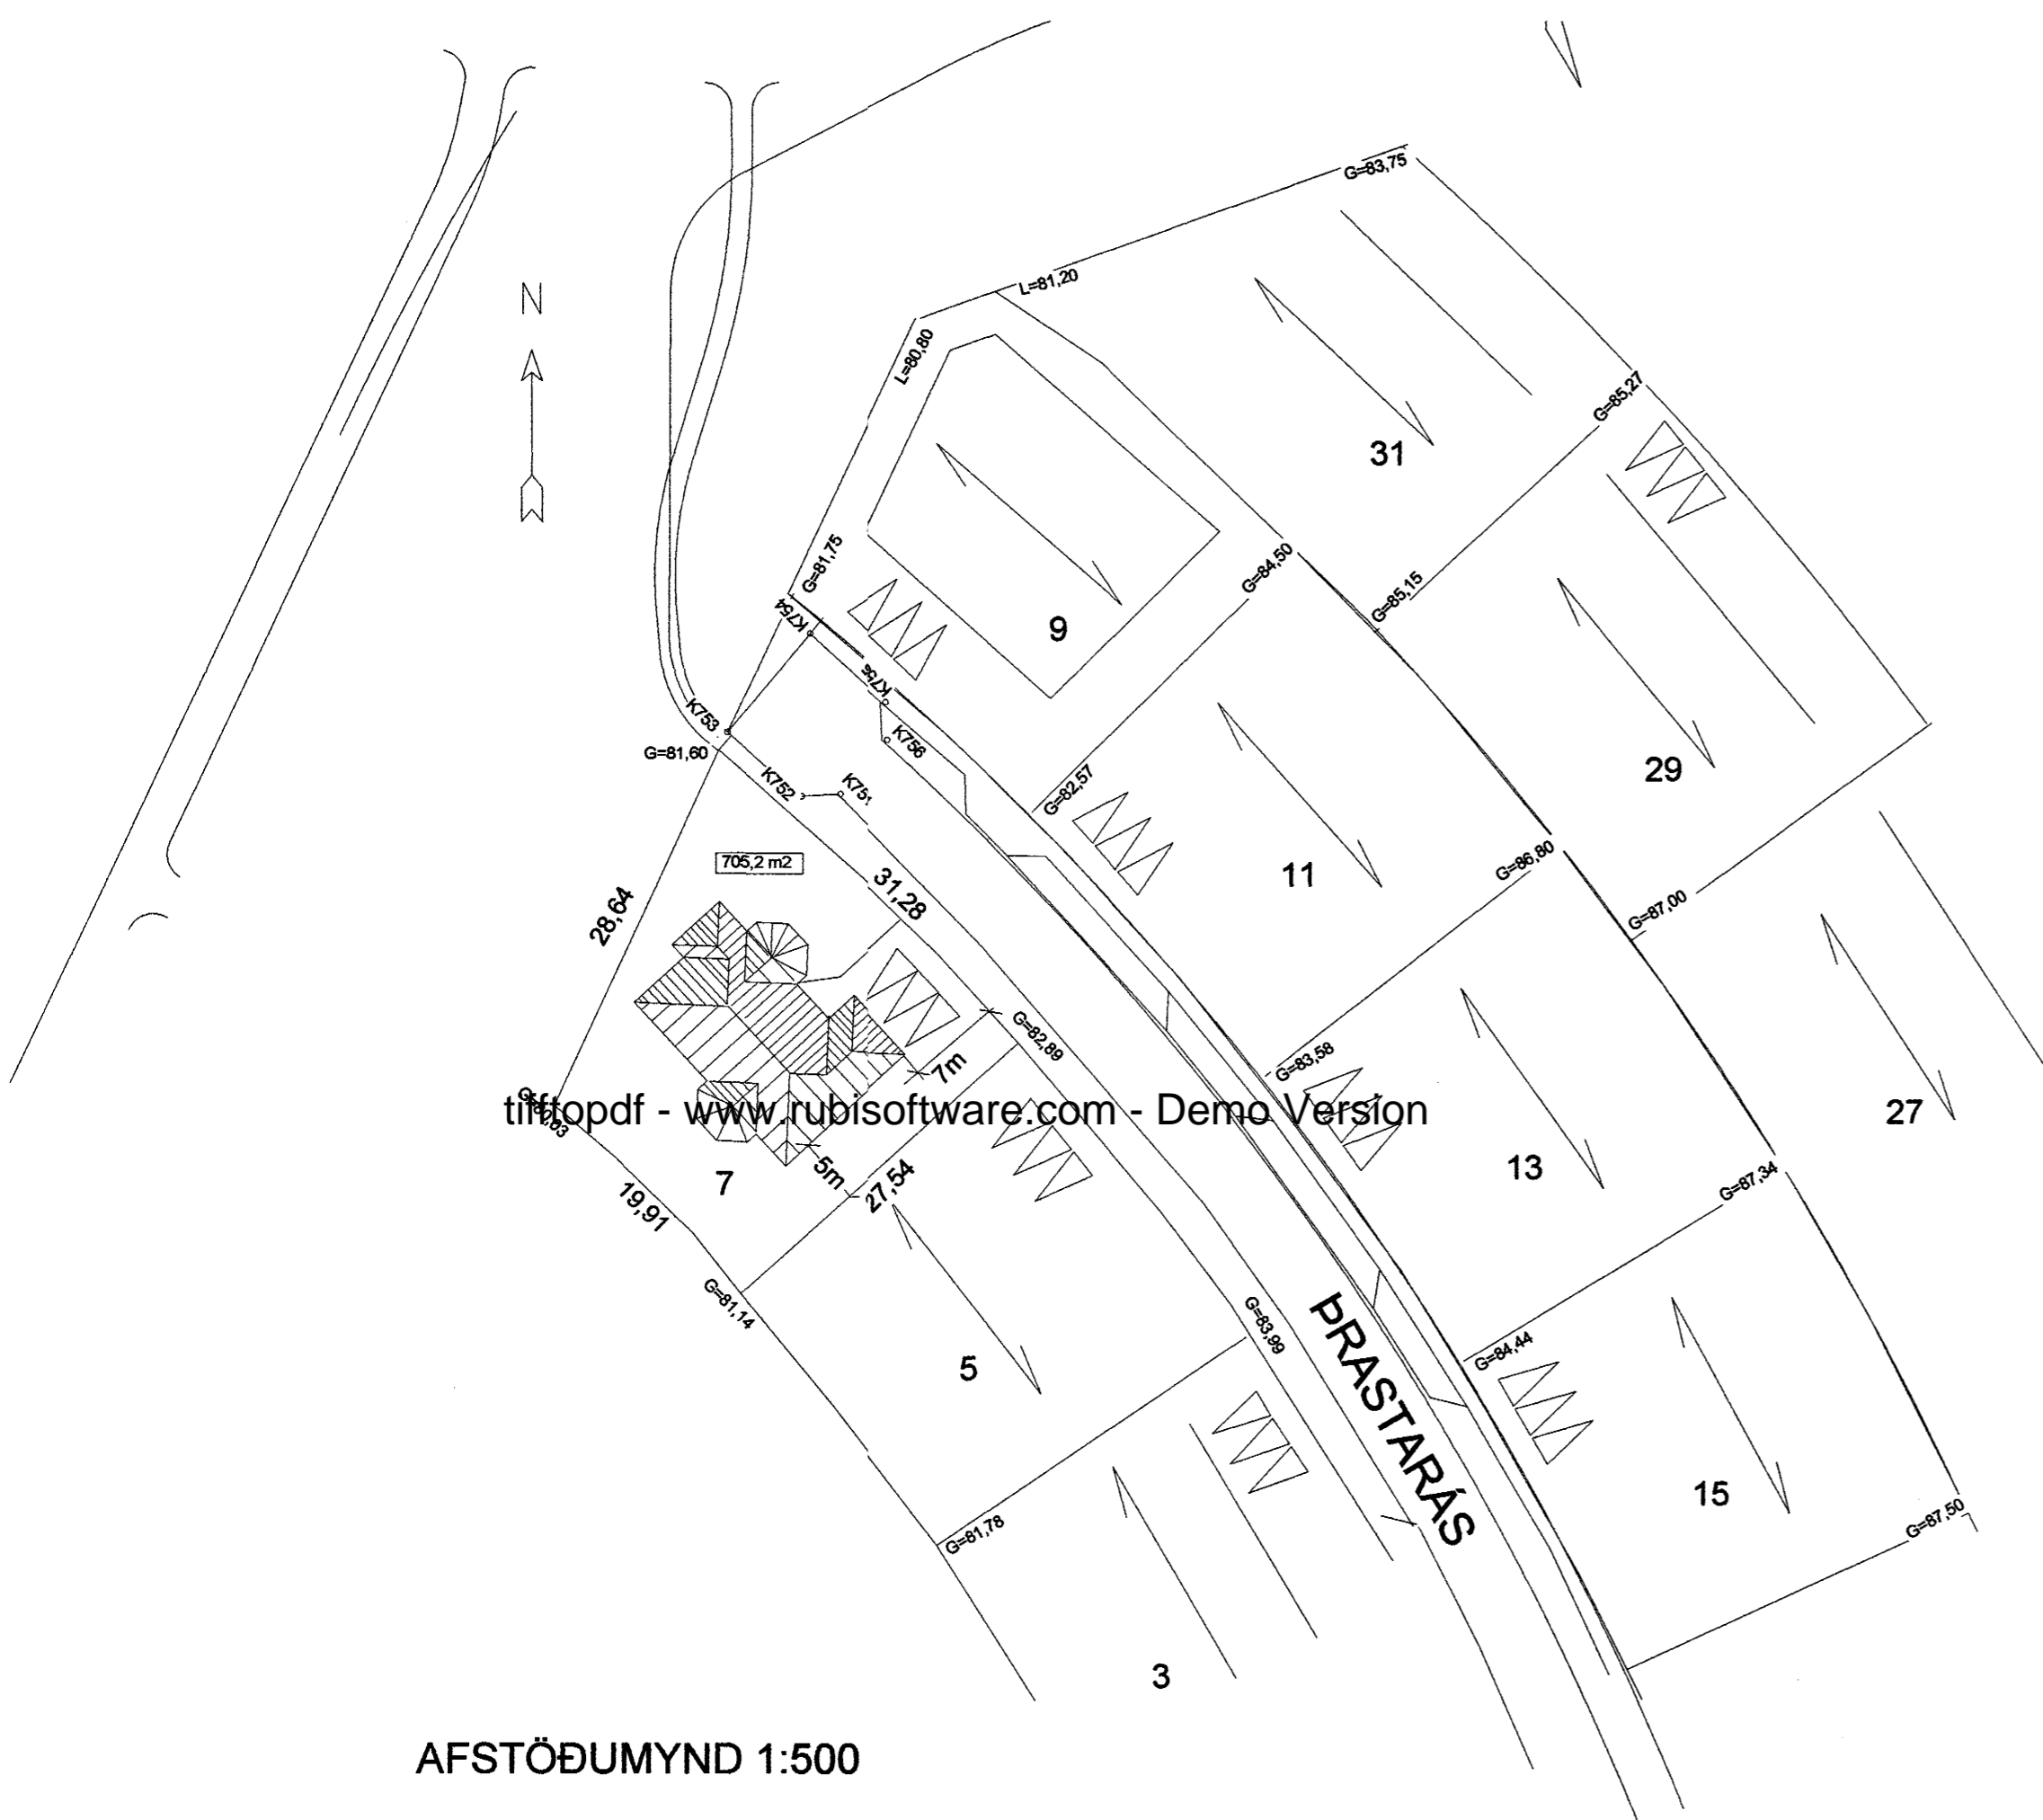 G=83,75
L=81,20
N
L=80,80
G=85,27
31
G=81,75
G=84,50
G=85,15
K754
9
K755
K753
K756
G=81,60
29
K752
K751
G=82,57
705,2 m2
G=86,80
11
31,28
28,64
G=87,00
G=82,89
7m
G=83,58
tifftopdf - www.rubisoftware.com - Demo Version
27
13
7
5m
27,54
G=87,34
19,91
G=81,14
G=83,99
ÞRASTARÁS
G=84,44
5
15
G=87,50
G=81,78
3
AFSTÖÐUMYND 1:500